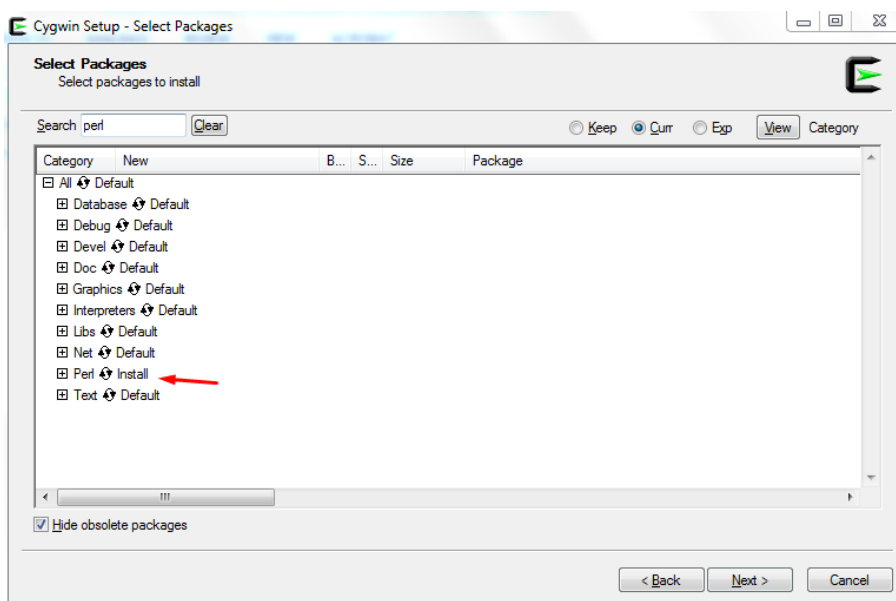 Cygwin Setup - Select Packages
Select Packages
Select packages to install
Search perl Clear Keep Curr Exp View Category
Category New B... S... Size Package
All Default
Database Default
Debug Default
Devel Default
Doc Default
Graphics Default
Interpreters Default
Libs Default
Net Default
Perl Install
Text Default
Hide obsolete packages
< Back Next > Cancel